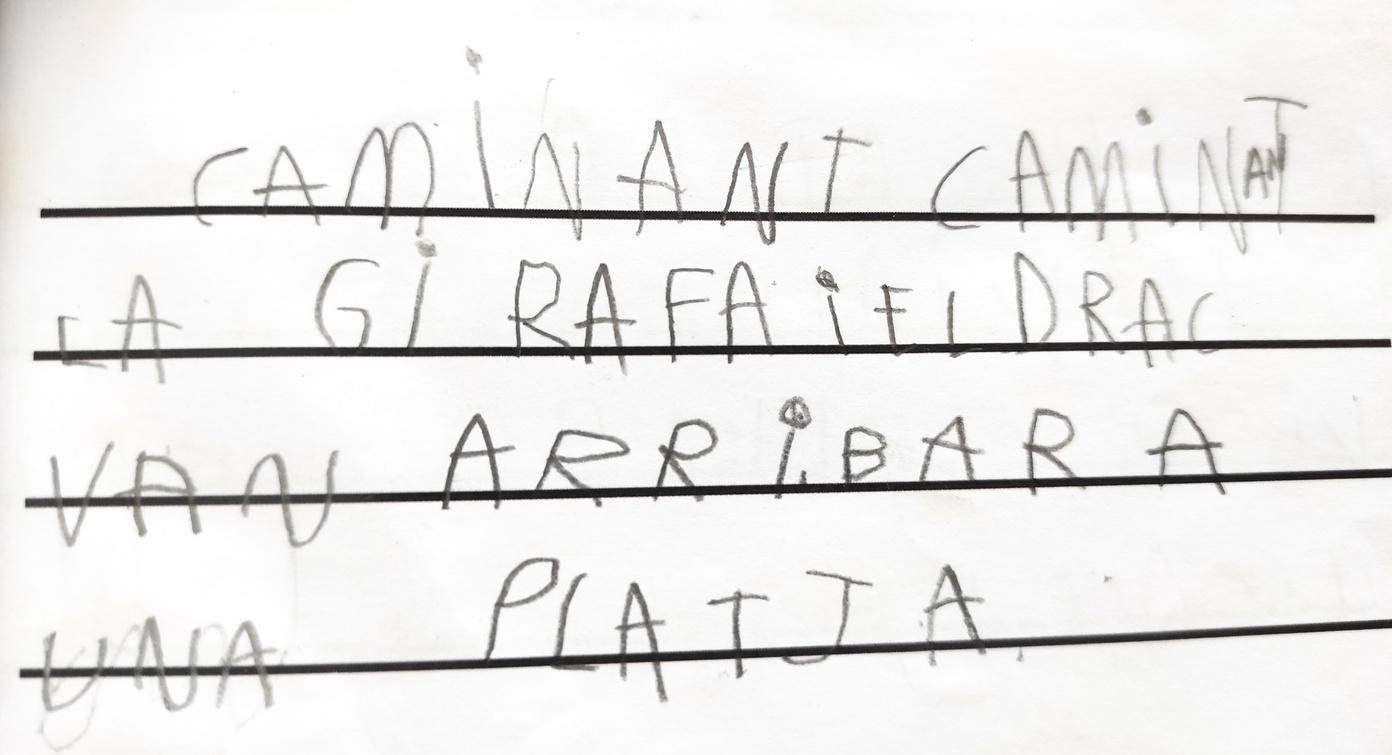 CAMiNANT CAMiNANT
LA GiRAFA i EL DRAC
VAN ARRiBAR A
UNA PLATJA.